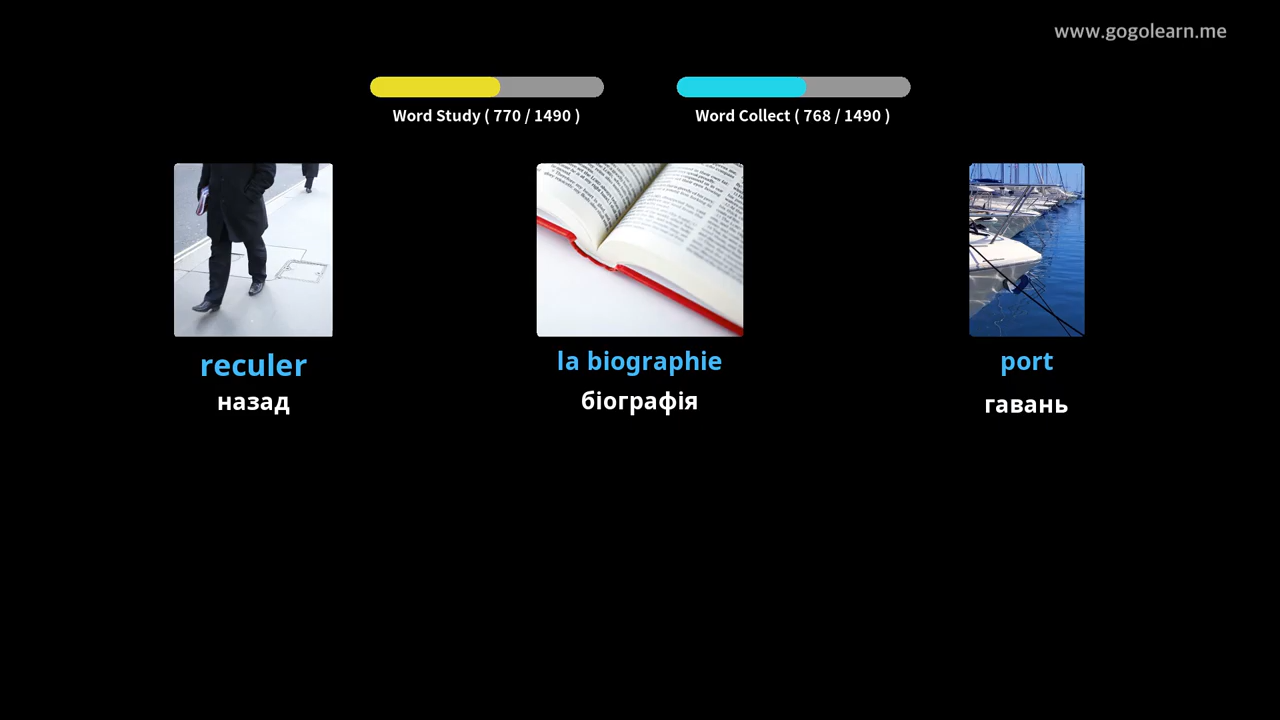 www.gogolearn.me
Word Study ( 770 / 1490 )
Word Collect ( 768 / 1490 )
reculer
назад
la biographie
біографія
port
гавань